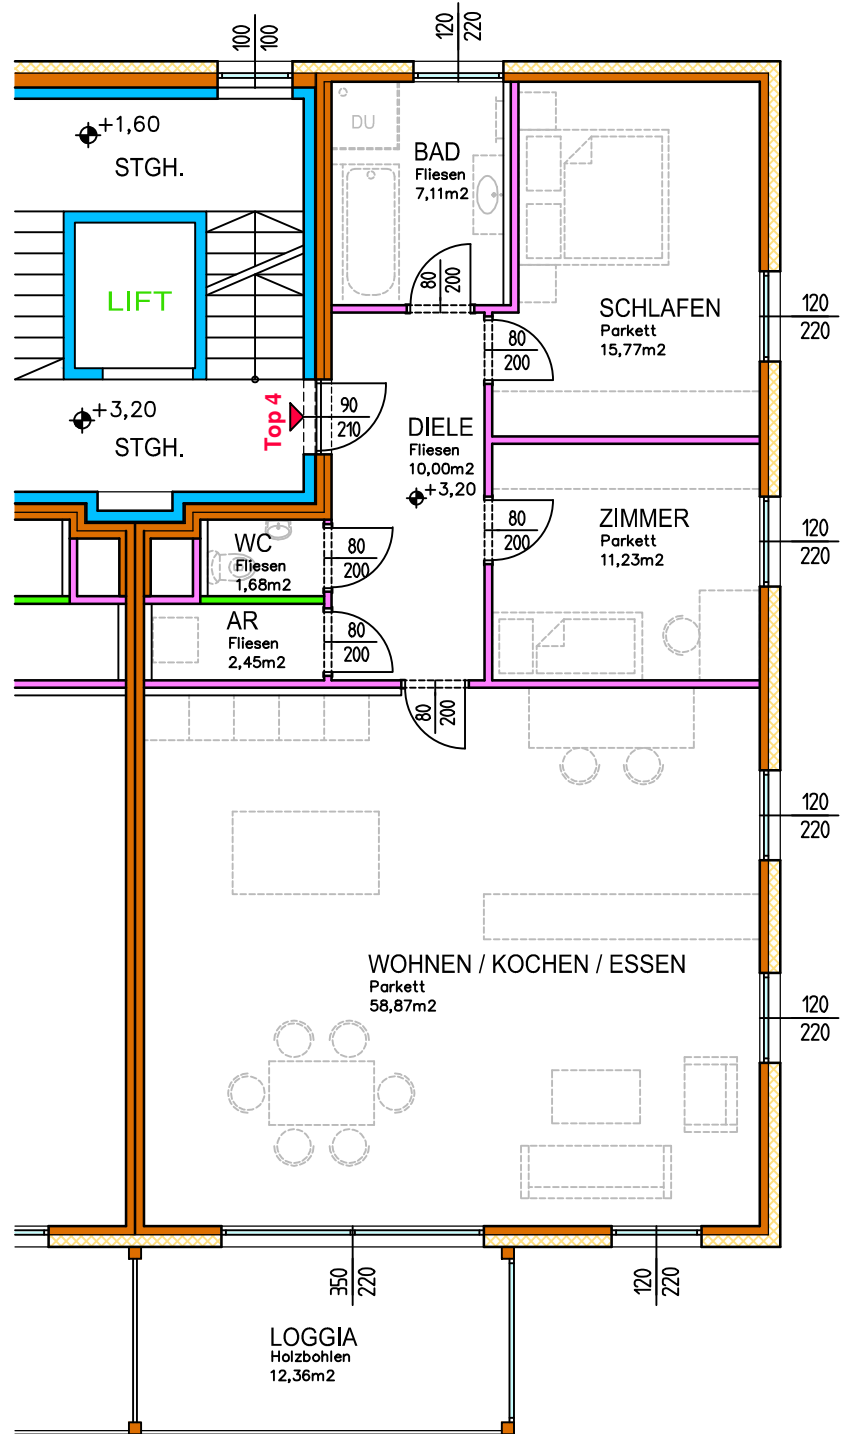 100
100
120
220
+1,60
STGH.
DU
BAD
Fliesen
7,11m2
80
200
LIFT
SCHLAFEN
Parkett
15,77m2
120
220
80
200
+3,20
STGH.
Top 4
90
210
DIELE
Fliesen
10,00m2
+3,20
ZIMMER
Parkett
11,23m2
80
200
120
220
WC
Fliesen
1,68m2
80
200
AR
Fliesen
2,45m2
80
200
80
200
120
220
WOHNEN / KOCHEN / ESSEN
Parkett
58,87m2
120
220
350
220
120
220
LOGGIA
Holzbohlen
12,36m2